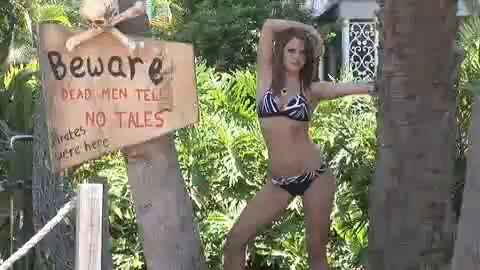 Beware
DEAD MEN TELL
NO TALES
Pirates
were here